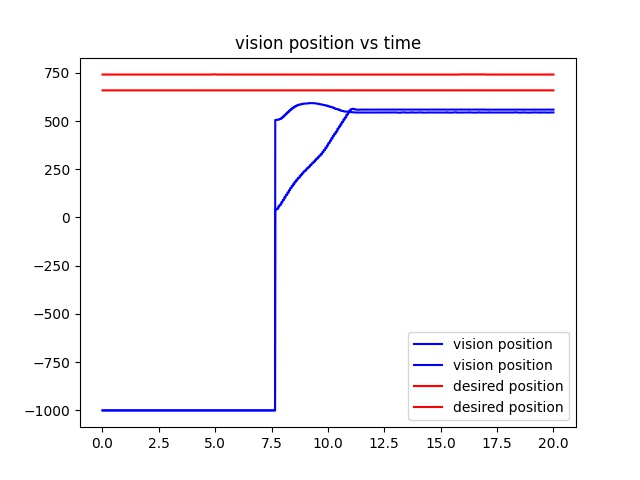 vision position vs time
750
500
250
0
−250
−500
−750
−1000
0.0 2.5 5.0 7.5 10.0 12.5 15.0 17.5 20.0
vision position
vision position
desired position
desired position